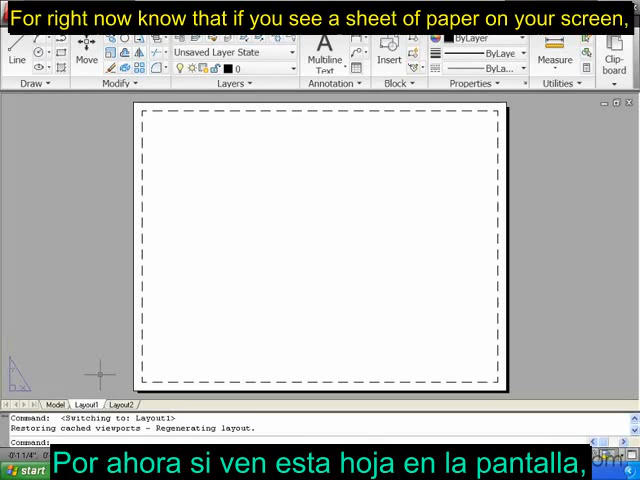 For right now know that if you see a sheet of paper on your screen,
Unsaved Layer State
ByLayer
ByLaye
0
ByLa...
Line
Move
Multiline
Text
Insert
Measure
Clip-
board
Draw
Modify
Layers
Annotation
Block
Properties
Utilities
Model
Layout1
Layout2
Command: <Switching to: Layout1>
Restoring cached viewports - Regenerating layout.
Command:
start
Por ahora si ven esta hoja en la pantalla,